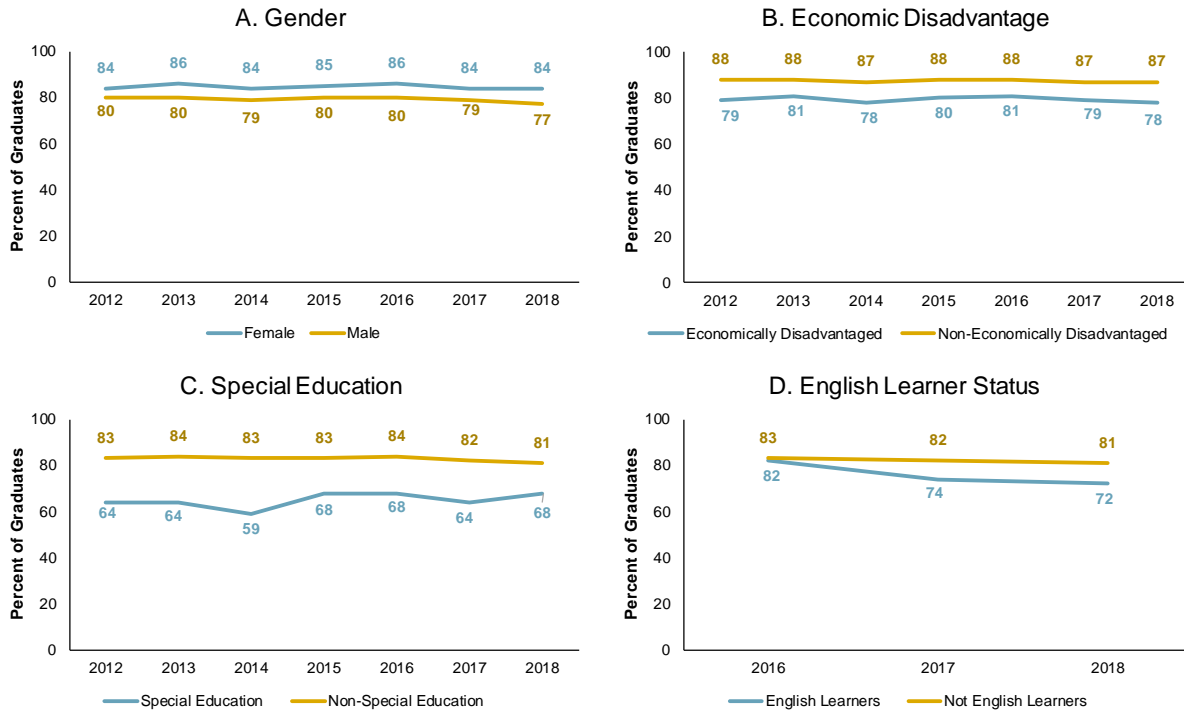 A. Gender
Percent of Graduates
100
80
60
40
20
0
84 86 84 85 86 84 84
80 80 79 80 80 79 77
2012 2013 2014 2015 2016 2017 2018
Female Male
B. Economic Disadvantage
Percent of Graduates
100
80
60
40
20
0
88 88 87 88 88 87 87
79 81 78 80 81 79 78
2012 2013 2014 2015 2016 2017 2018
Economically Disadvantaged Non-Economically Disadvantaged
C. Special Education
Percent of Graduates
100
80
60
40
20
0
83 84 83 83 84 82 81
64 64 59 68 68 64 68
2012 2013 2014 2015 2016 2017 2018
Special Education Non-Special Education
D. English Learner Status
Percent of Graduates
100
80
60
40
20
0
83 82 81
82 74 72
2016 2017 2018
English Learners Not English Learners